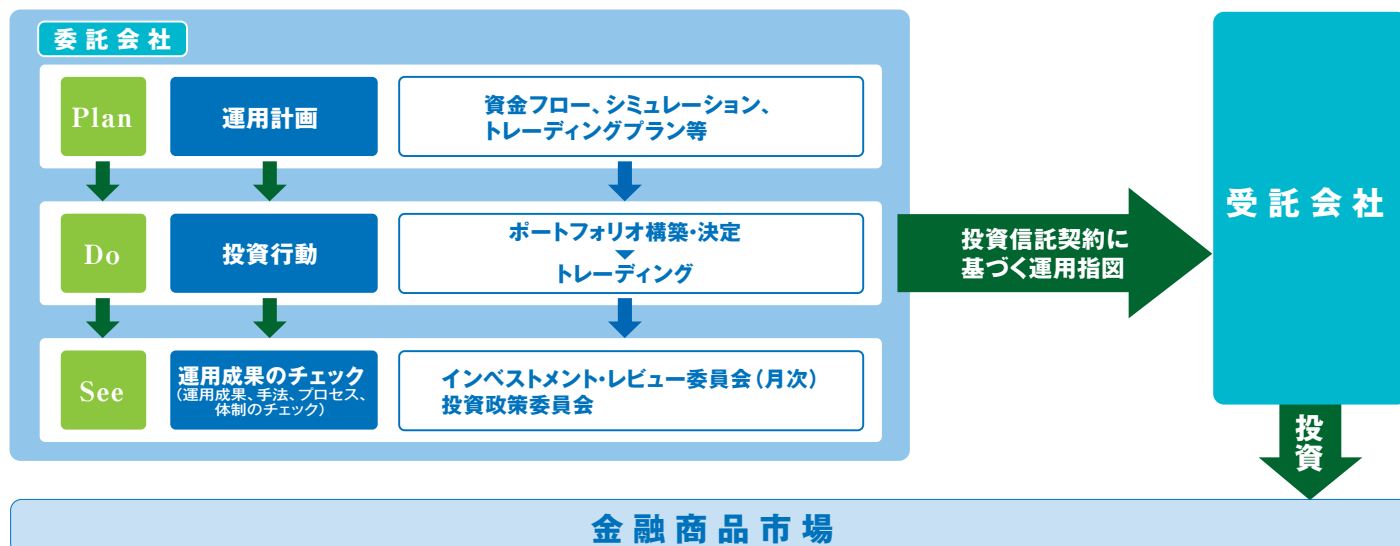 委託会社
Plan
運用計画
資金フロー、シミュレーション、
トレーディングプラン等
Do
投資行動
ポートフォリオ構築・決定
トレーディング
See
運用成果のチェック
(運用成果、手法、プロセス、
体制のチェック)
インベストメント・レビュー委員会(月次)
投資政策委員会
投資信託契約に
基づく運用指図
受託会社
投資
金融商品市場